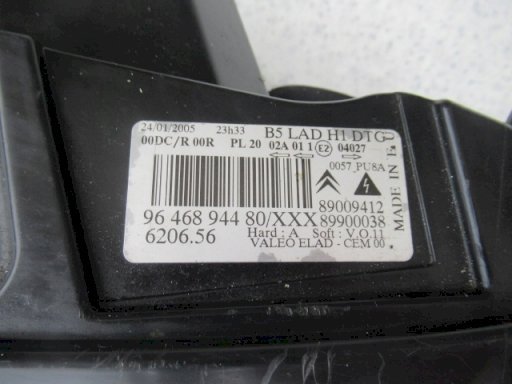 24/01/2005 23h33 B5 LAD H1 DTG
00DC/R 00R PL 20 02A 01 1 E2 04027
0057_PU8A
89009412
96 468 944 80/XXX 89900038
6206.56 Hard : A Soft : V.O.11
VALEO ELAD - CEM 00
MADE IN E